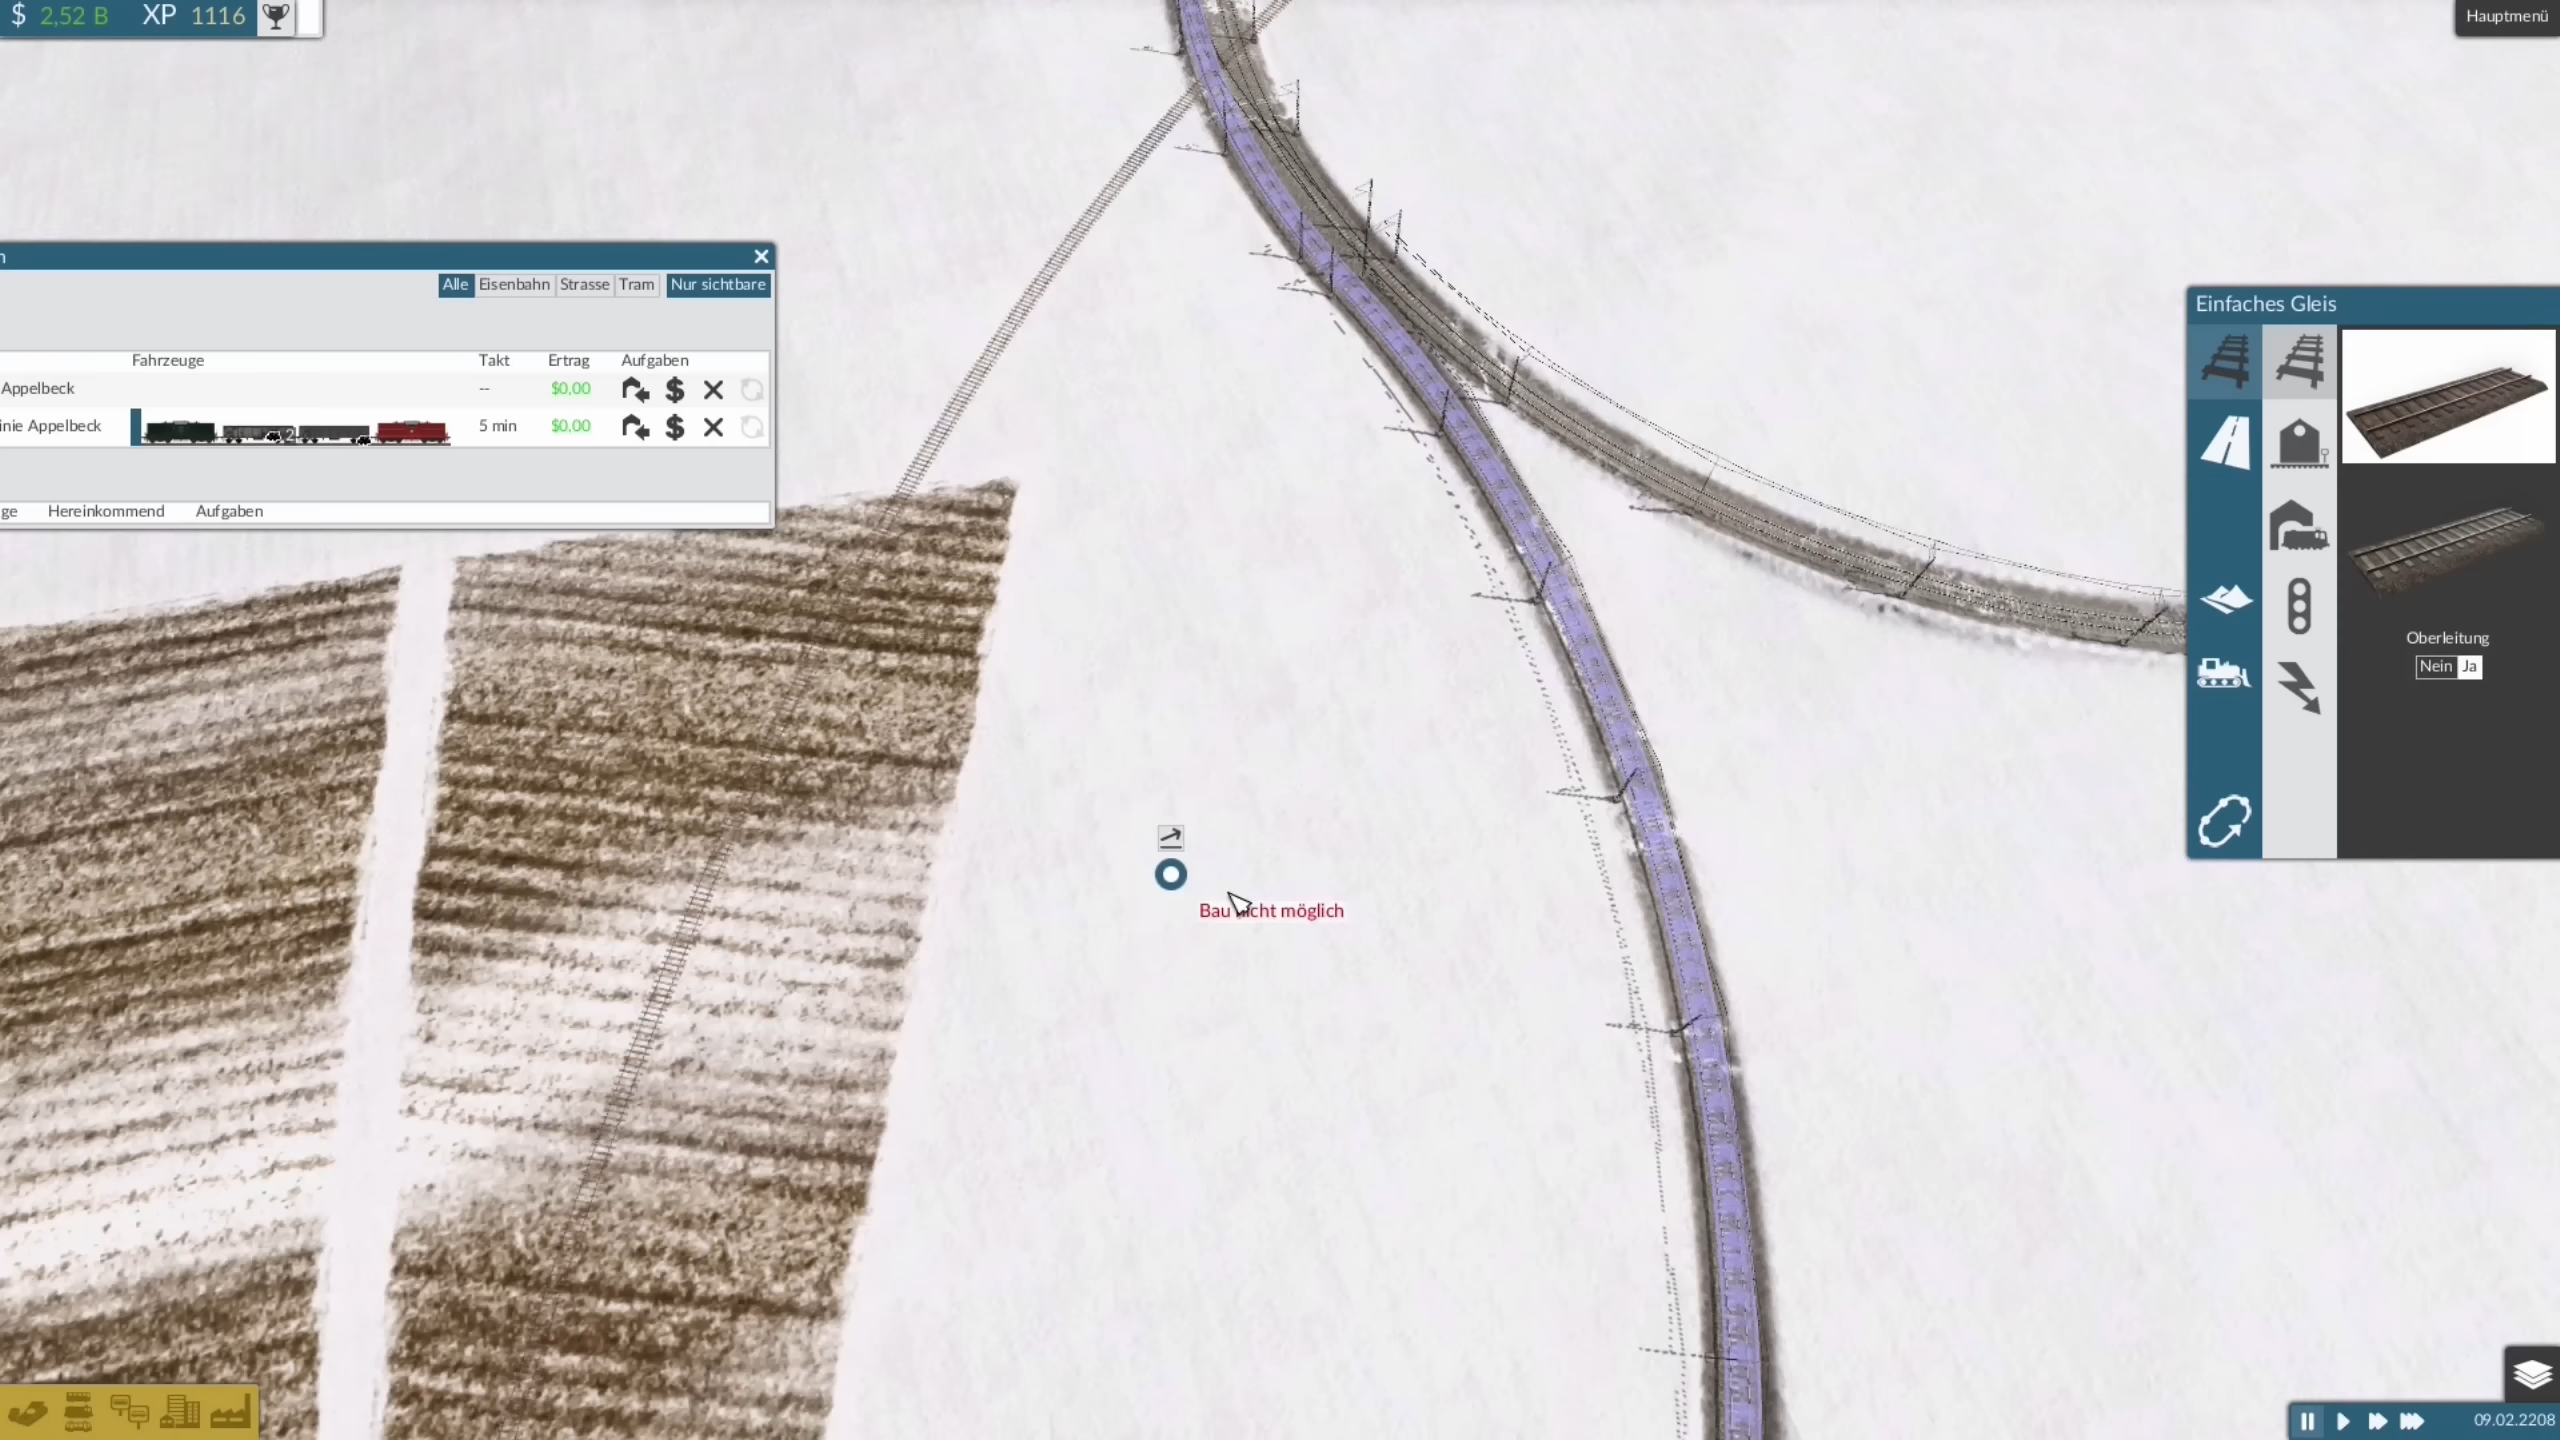 $ 2,52 B XP 1116
Hauptmenü
n
Alle Eisenbahn Strasse Tram Nur sichtbare
Fahrzeuge Takt Ertrag Aufgaben
Appelbeck -- $0,00
inie Appelbeck 2 5 min $0,00
ge Hereinkommend Aufgaben
Einfaches Gleis
Oberleitung
Nein Ja
Bau nicht möglich
09.02.2208